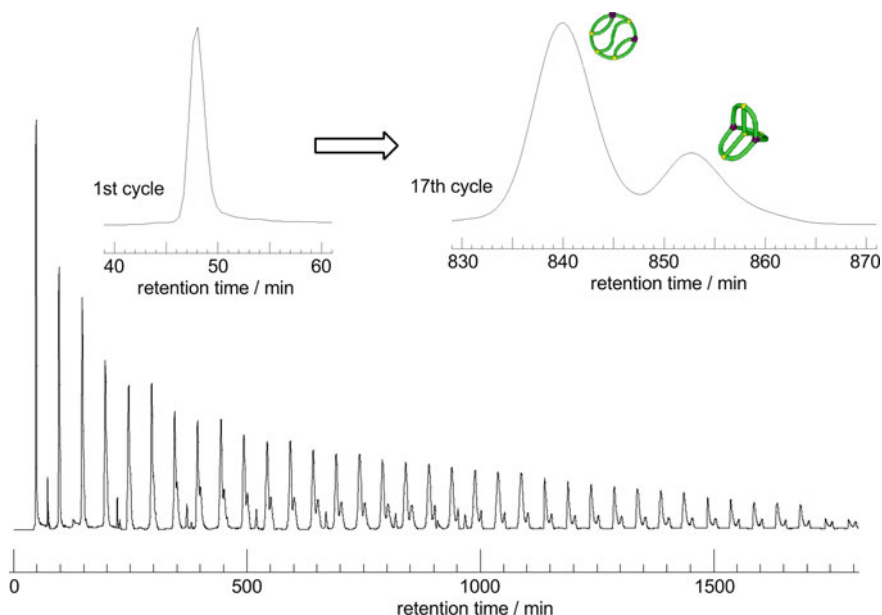 1st cycle
17th cycle
40 50 60
retention time / min
830 840 850 860 870
retention time / min
0 500 1000 1500
retention time / min